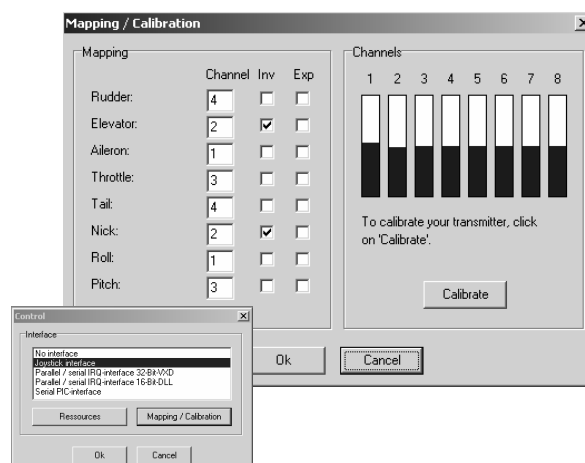 Mapping / Calibration
Mapping
Channel Inv Exp
Rudder: 4
Elevator: 2
Aileron: 1
Throttle: 3
Tail: 4
Nick: 2
Roll: 1
Pitch: 3
Channels
1 2 3 4 5 6 7 8
To calibrate your transmitter, click
on 'Calibrate'.
Calibrate
Ok Cancel
Control
Interface
No interface
Joystick interface
Parallel / serial IRQ-interface 32-Bit-VXD
Parallel / serial IRQ-interface 16-Bit-DLL
Serial PIC-interface
Ressources Mapping / Calibration
Ok Cancel